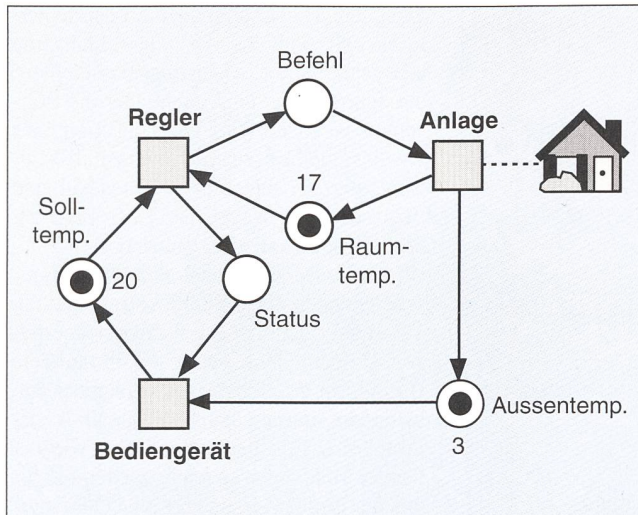 Befehl
Regler
Anlage
17
Soll-
temp.
Raum-
temp.
20
Status
Aussentemp.
3
Bediengerät